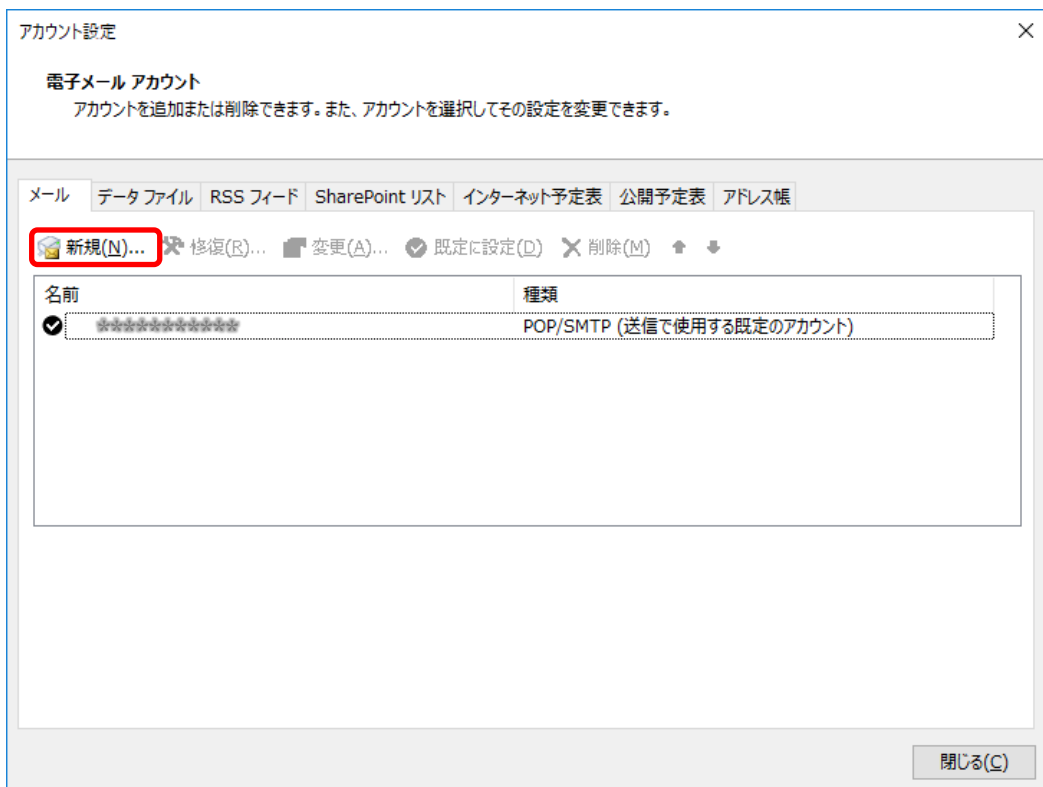 アカウント設定
電子メール アカウント
アカウントを追加または削除できます。また、アカウントを選択してその設定を変更できます。
メール データ ファイル RSS フィード SharePoint リスト インターネット予定表 公開予定表 アドレス帳
新規(N)... 修復(R)... 変更(A)... 既定に設定(D) 削除(M)
名前 種類
*********** POP/SMTP (送信で使用する既定のアカウント)
閉じる(C)